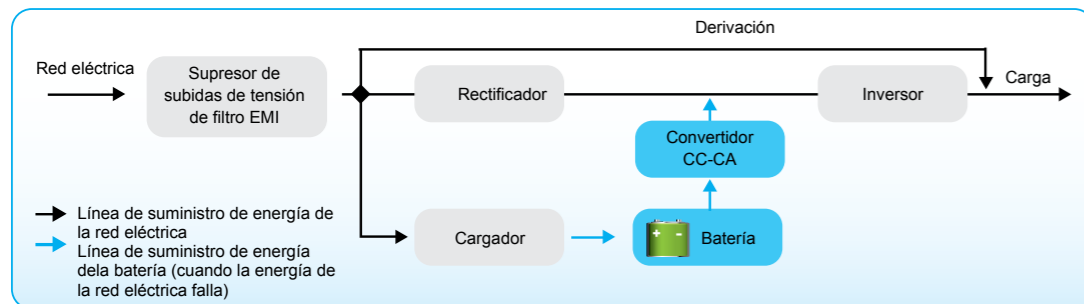 Derivación
Red eléctrica
Supresor de
subidas de tensión
de filtro EMI
Rectificador
Inversor
Carga
Convertidor
CC-CA
Cargador
+ -
Batería
Línea de suministro de energía de
la red eléctrica
Línea de suministro de energía
dela batería (cuando la energía de
la red eléctrica falla)